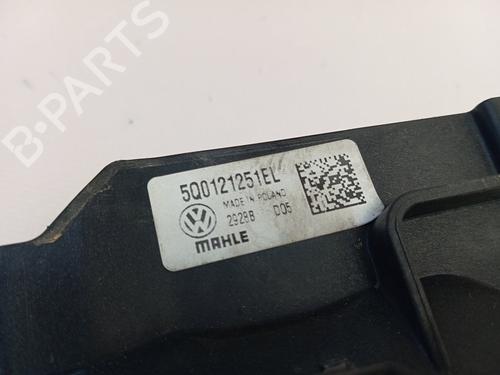 B-PARTS
5Q0121251EL
MADE IN POLAND
2928B D05
MAHLE